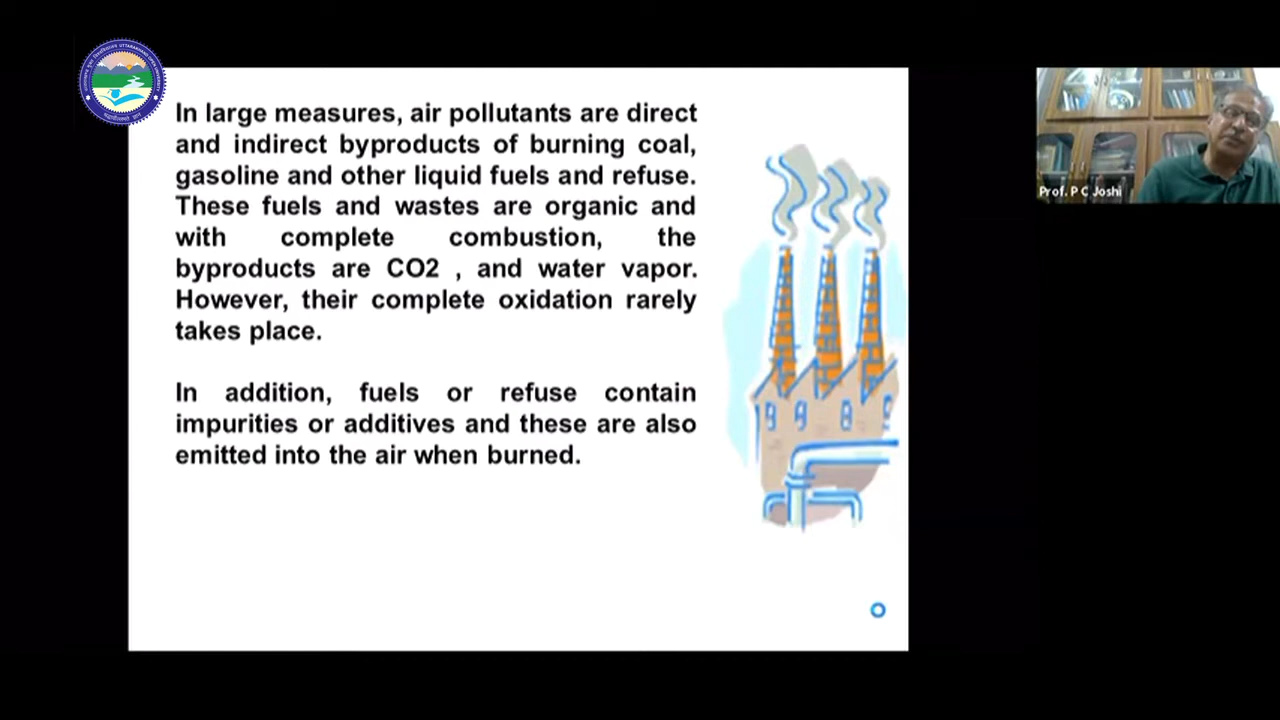 In large measures, air pollutants are direct
and indirect byproducts of burning coal,
gasoline and other liquid fuels and refuse.
These fuels and wastes are organic and
with complete combustion, the
byproducts are CO2 , and water vapor.
However, their complete oxidation rarely
takes place.
In addition, fuels or refuse contain
impurities or additives and these are also
emitted into the air when burned.
Prof. P C Joshi